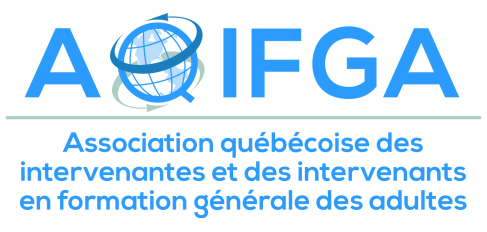 AQIFGA
Association québécoise des
intervenantes et des intervenants
en formation générale des adultes